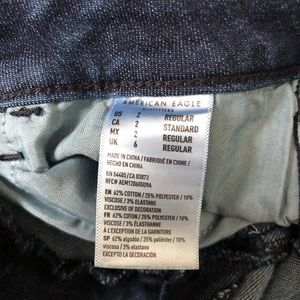 AMERICAN EAGLE
OUTFITTERS
US 2 REGULAR
CA 2 STANDARD
MX 2 REGULAR
UK 6 REGULAR
MADE IN CHINA / FABRIQUÉ EN CHINE /
HECHO EN CHINA
RN 54485/CA 03073
EN 62% COTTON / 25% POLYESTER / 10%
VISCOSE / 3% ELASTANE
EXCLUSIVE OF DECORATION
FR 62% COTON / 25% POLYESTER / 10%
VISCOSE / 3% ÉLASTHANNE
À L'EXCEPTION DE LA GARNITURE
SP 62% algodón / 25% poliéster / 10%
viscosa / 3% elastano
EXCEPTO LA DECORACIÓN